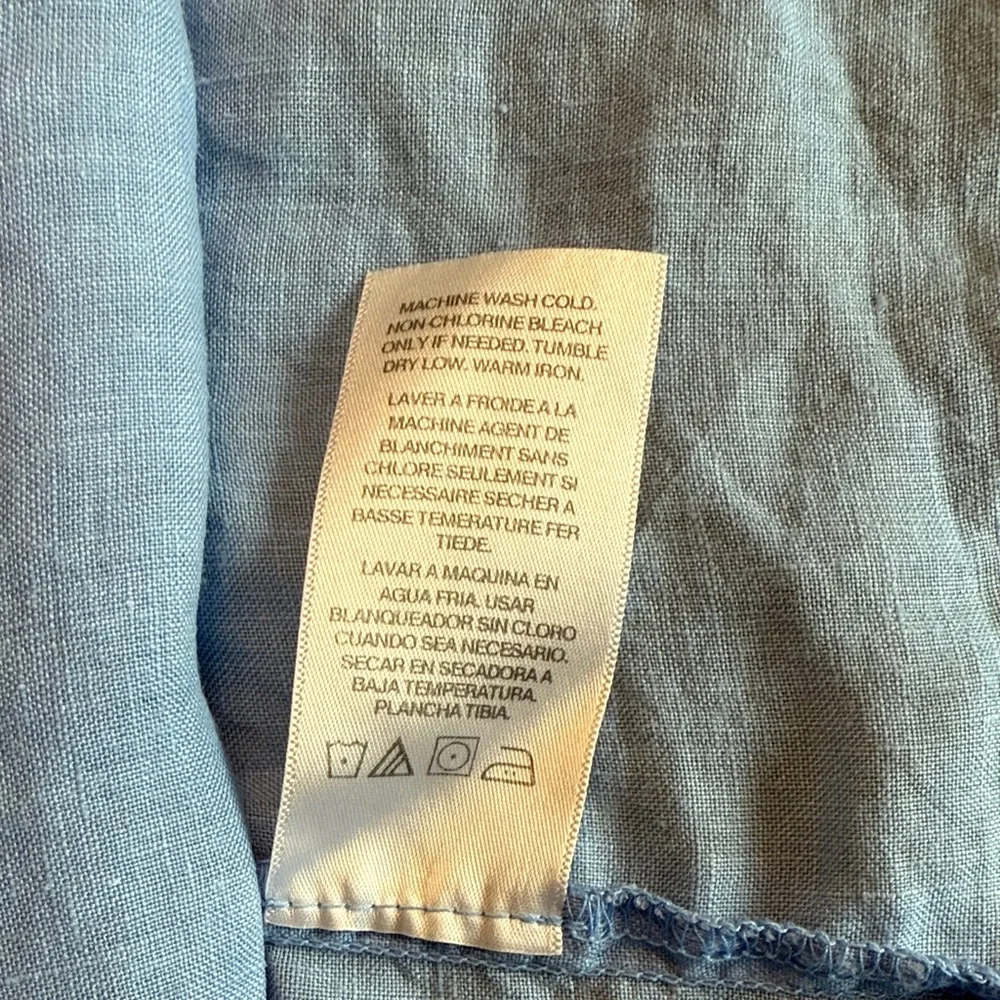 MACHINE WASH COLD.
NON-CHLORINE BLEACH
ONLY IF NEEDED. TUMBLE
DRY LOW. WARM IRON.
LAVER A FROIDE A LA
MACHINE AGENT DE
BLANCHIMENT SANS
CHLORE SEULEMENT SI
NECESSAIRE SECHER A
BASSE TEMERATURE FER
TIEDE.
LAVAR A MAQUINA EN
AGUA FRIA. USAR
BLANQUEADOR SIN CLORO
CUANDO SEA NECESARIO.
SECAR EN SECADORA A
BAJA TEMPERATURA.
PLANCHA TIBIA.